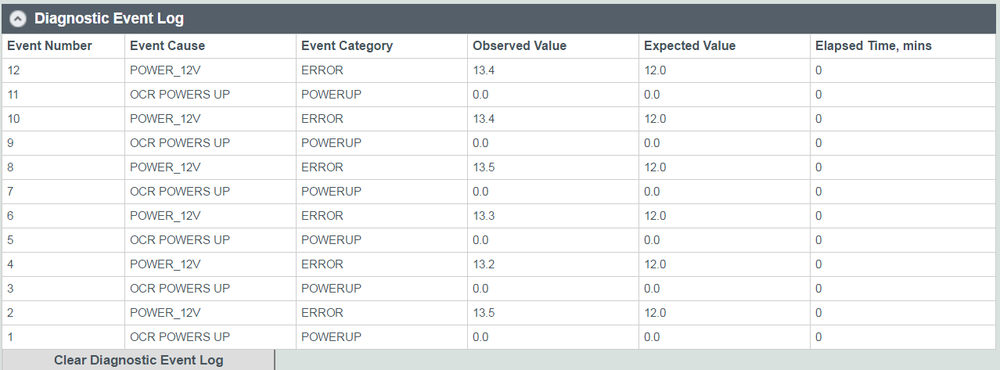 Diagnostic Event Log
Event Number Event Cause Event Category Observed Value Expected Value Elapsed Time, mins
12 POWER_12V ERROR 13.4 12.0 0
11 OCR POWERS UP POWERUP 0.0 0.0 0
10 POWER_12V ERROR 13.4 12.0 0
9 OCR POWERS UP POWERUP 0.0 0.0 0
8 POWER_12V ERROR 13.5 12.0 0
7 OCR POWERS UP POWERUP 0.0 0.0 0
6 POWER_12V ERROR 13.3 12.0 0
5 OCR POWERS UP POWERUP 0.0 0.0 0
4 POWER_12V ERROR 13.2 12.0 0
3 OCR POWERS UP POWERUP 0.0 0.0 0
2 POWER_12V ERROR 13.5 12.0 0
1 OCR POWERS UP POWERUP 0.0 0.0 0
Clear Diagnostic Event Log